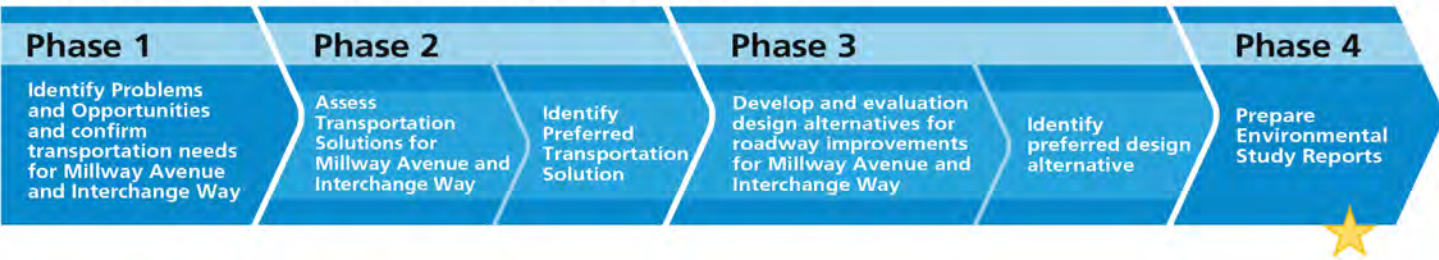 Phase 1
Identify Problems
and Opportunities
and confirm
transportation needs
for Millway Avenue
and Interchange Way
Phase 2
Assess
Transportation
Solutions for
Millway Avenue and
Interchange Way
Identify
Preferred
Transportation
Solution
Phase 3
Develop and evaluation
design alternatives for
roadway improvements
for Millway Avenue and
Interchange Way
Identify
preferred design
alternative
Phase 4
Prepare
Environmental
Study Reports